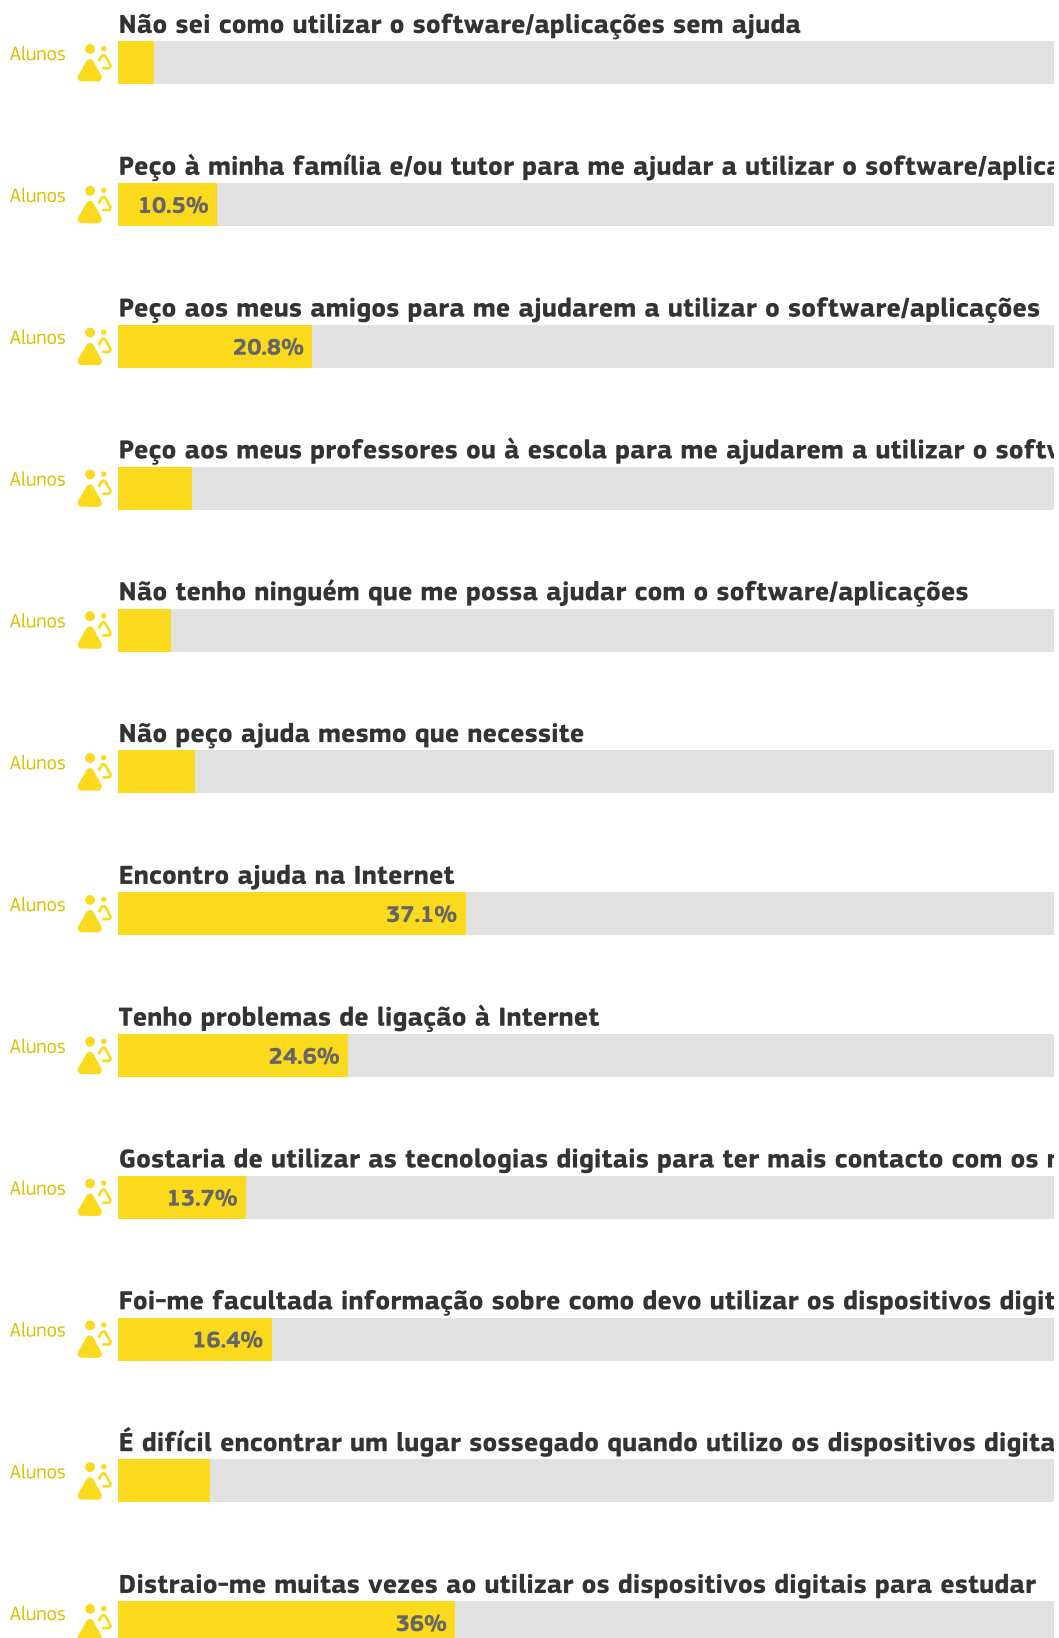 Não sei como utilizar o software/aplicações sem ajuda
Alunos
Peço à minha família e/ou tutor para me ajudar a utilizar o
Alunos
10.5%
Peço aos meus amigos para me ajudarem a utilizar o software/aplicações
Alunos
20.8%
Peço aos meus professores ou à escola para me ajudarem a utilizar o
Alunos
Não tenho ninguém que me possa ajudar com o software/aplicações
Alunos
Não peço ajuda mesmo que necessite
Alunos
Encontro ajuda na Internet
Alunos
37.1%
Tenho problemas de ligação à Internet
Alunos
24.6%
Gostaria de utilizar as tecnologias digitais para ter mais contacto com os
Alunos
13.7%
Foi-me facultada informação sobre como devo utilizar os dispositivos
Alunos
16.4%
É difícil encontrar um lugar sossegado quando utilizo os dispositivos
Alunos
Distraio-me muitas vezes ao utilizar os dispositivos digitais para estudar
Alunos
36%